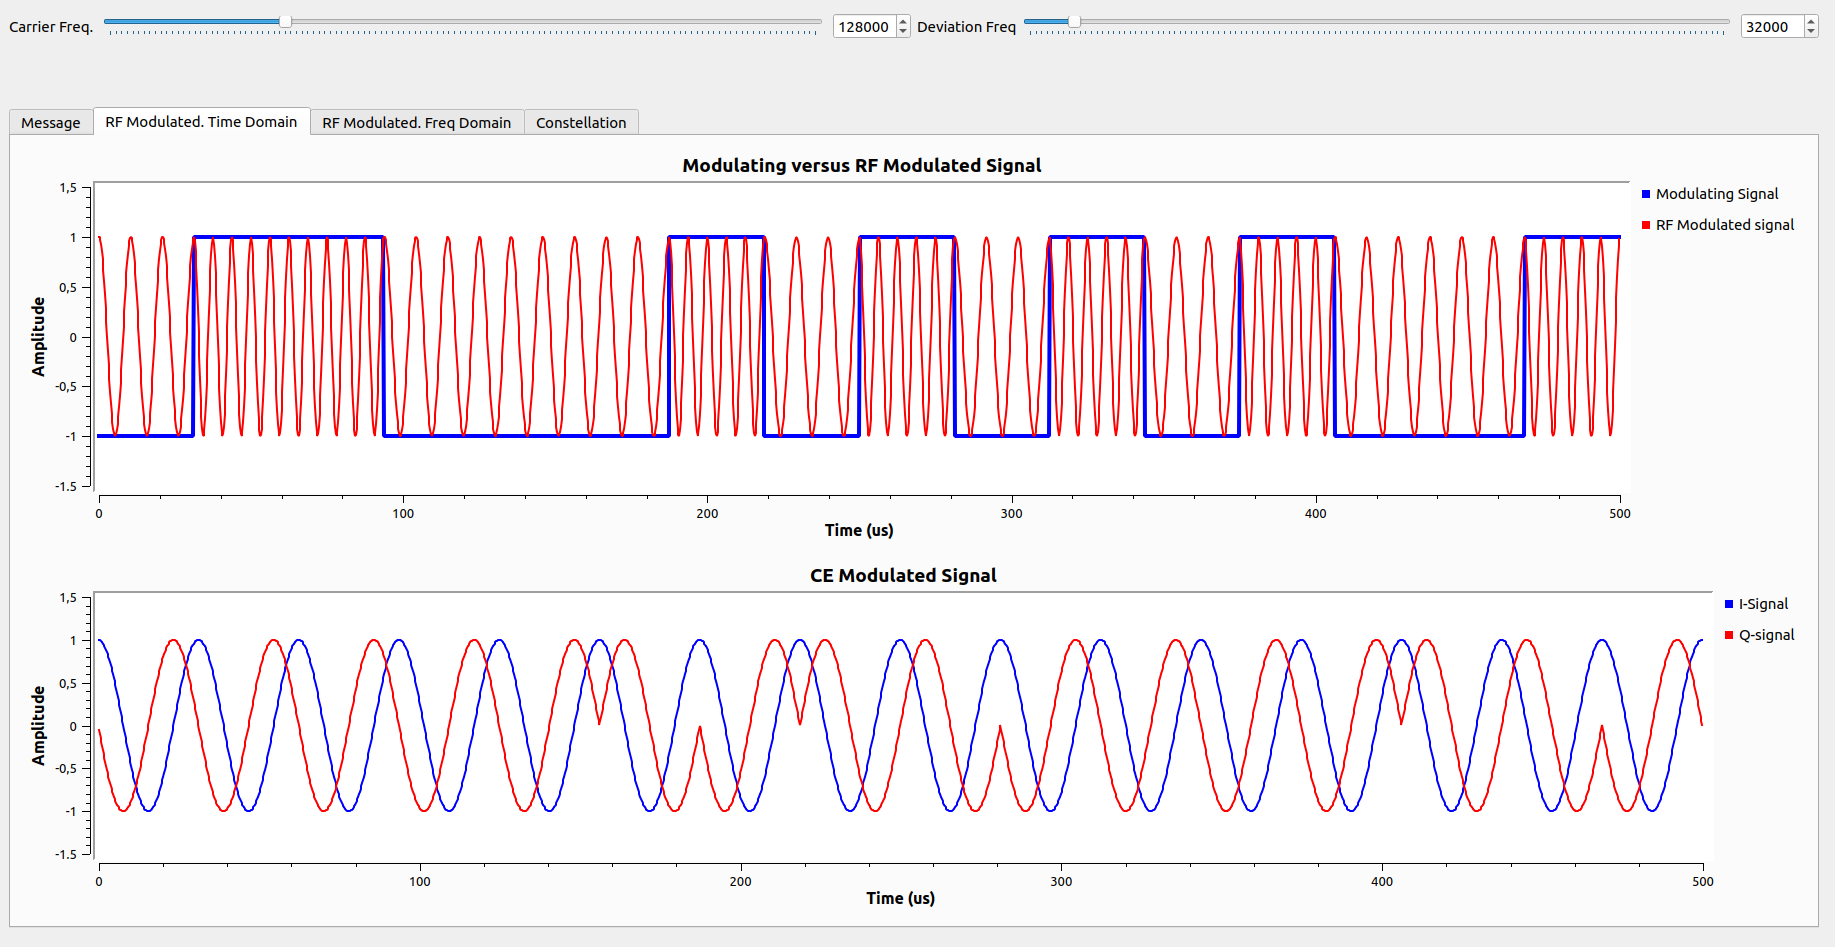 Carrier Freq. 128000 Deviation Freq 32000
Message RF Modulated. Time Domain RF Modulated. Freq Domain Constellation
Modulating versus RF Modulated Signal
1,5
1
0,5
0
-0,5
-1
-1.5
Amplitude
0 100 200 300 400 500
Time (us)
Modulating Signal
RF Modulated signal
CE Modulated Signal
1,5
1
0,5
0
-0,5
-1
-1.5
Amplitude
0 100 200 300 400 500
Time (us)
I-Signal
Q-signal